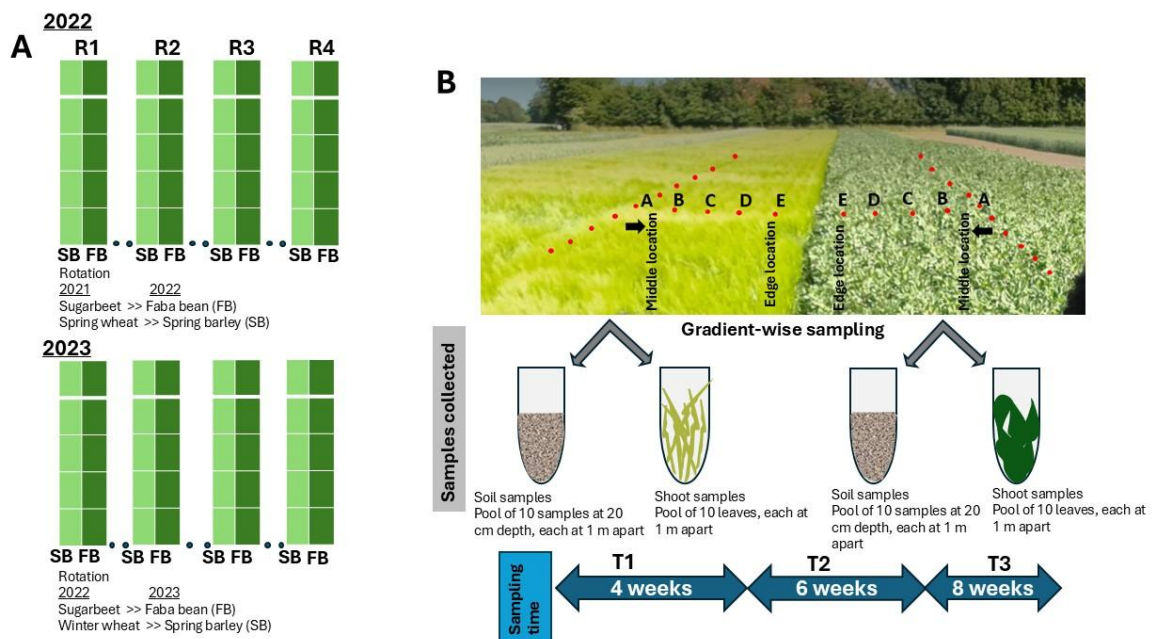 A
2022
R1 R2 R3 R4
SB FB SB FB SB FB SB FB
Rotation
2021 2022
Sugarbeet >> Faba bean (FB)
Spring wheat >> Spring barley (SB)
2023
SB FB SB FB SB FB SB FB
Rotation
2022 2023
Sugarbeet >> Faba bean (FB)
Winter wheat >> Spring barley (SB)
B
A B C D E E D C B A
Middle location
Edge location
Edge location
Middle location
Gradient-wise sampling
Samples collected
Soil samples
Pool of 10 samples at 20
cm depth, each at 1 m apart
Shoot samples
Pool of 10 leaves, each at
1 m apart
Soil samples
Pool of 10 samples at 20
cm depth, each at 1 m
apart
Shoot samples
Pool of 10 leaves, each at
1 m apart
Sampling
time
T1 T2 T3
4 weeks 6 weeks 8 weeks